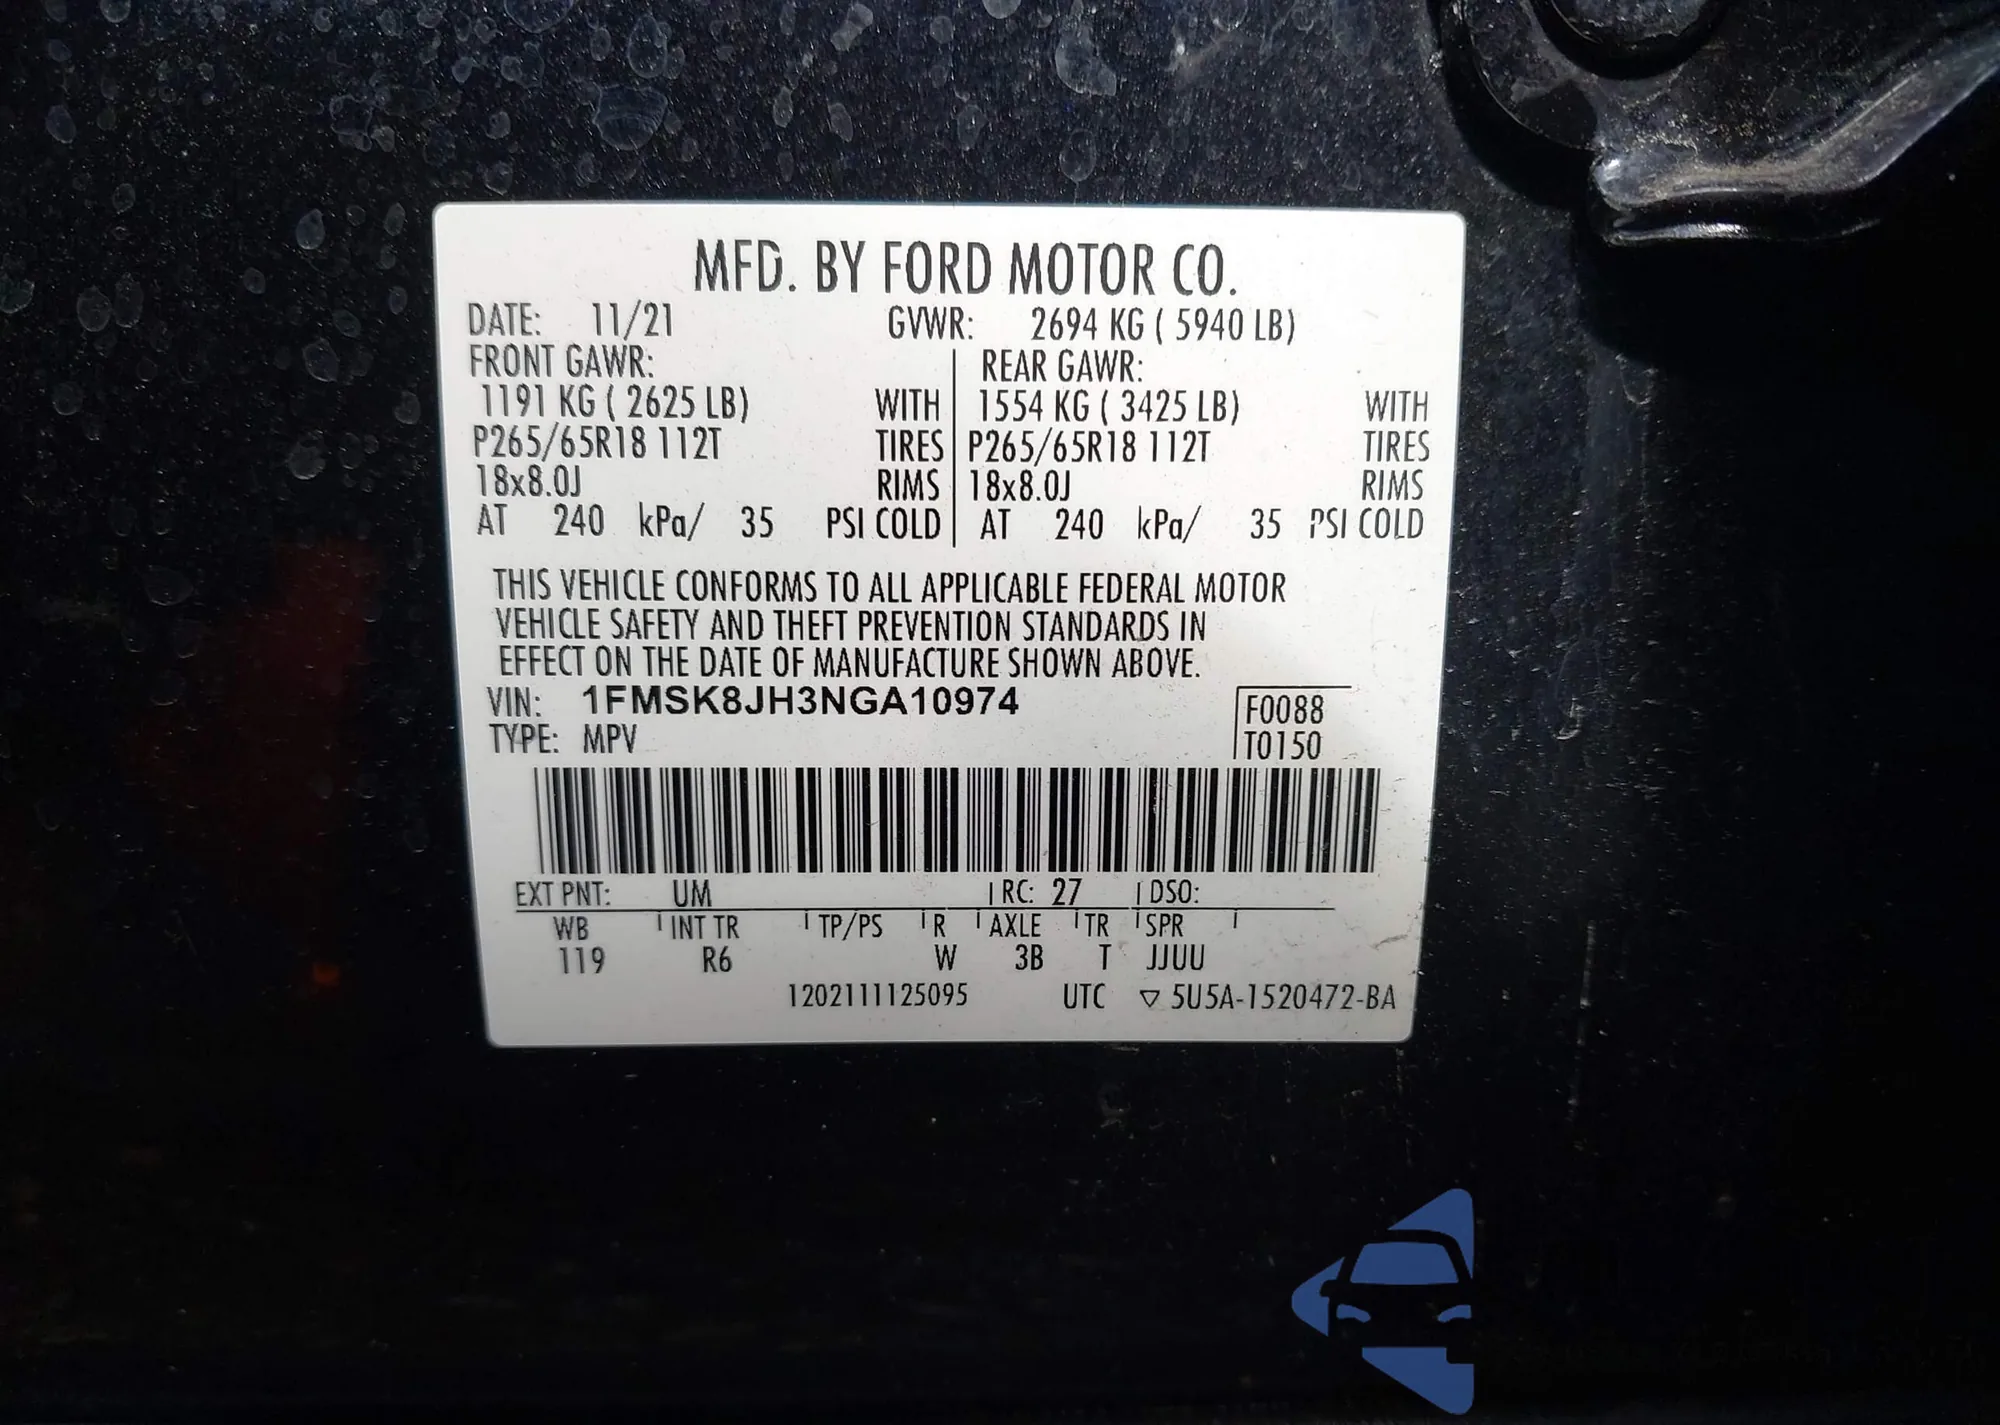 MFD. BY FORD MOTOR CO.
DATE: 11/21 GVWR: 2694 KG ( 5940 LB)
FRONT GAWR: REAR GAWR:
1191 KG ( 2625 LB) WITH 1554 KG ( 3425 LB) WITH
P265/65R18 112T TIRES P265/65R18 112T TIRES
18x8.0J RIMS 18x8.0J RIMS
AT 240 kPa/ 35 PSI COLD AT 240 kPa/ 35 PSI COLD
THIS VEHICLE CONFORMS TO ALL APPLICABLE FEDERAL MOTOR
VEHICLE SAFETY AND THEFT PREVENTION STANDARDS IN
EFFECT ON THE DATE OF MANUFACTURE SHOWN ABOVE.
VIN: 1FMSK8JH3NGA10974 F0088
TYPE: MPV T0150
EXT PNT: UM RC: 27 DSO:
WB INT TR TP/PS R AXLE TR SPR
119 R6 W 3B T JJUU
1202111125095 UTC ▽ 5U5A-1520472-BA